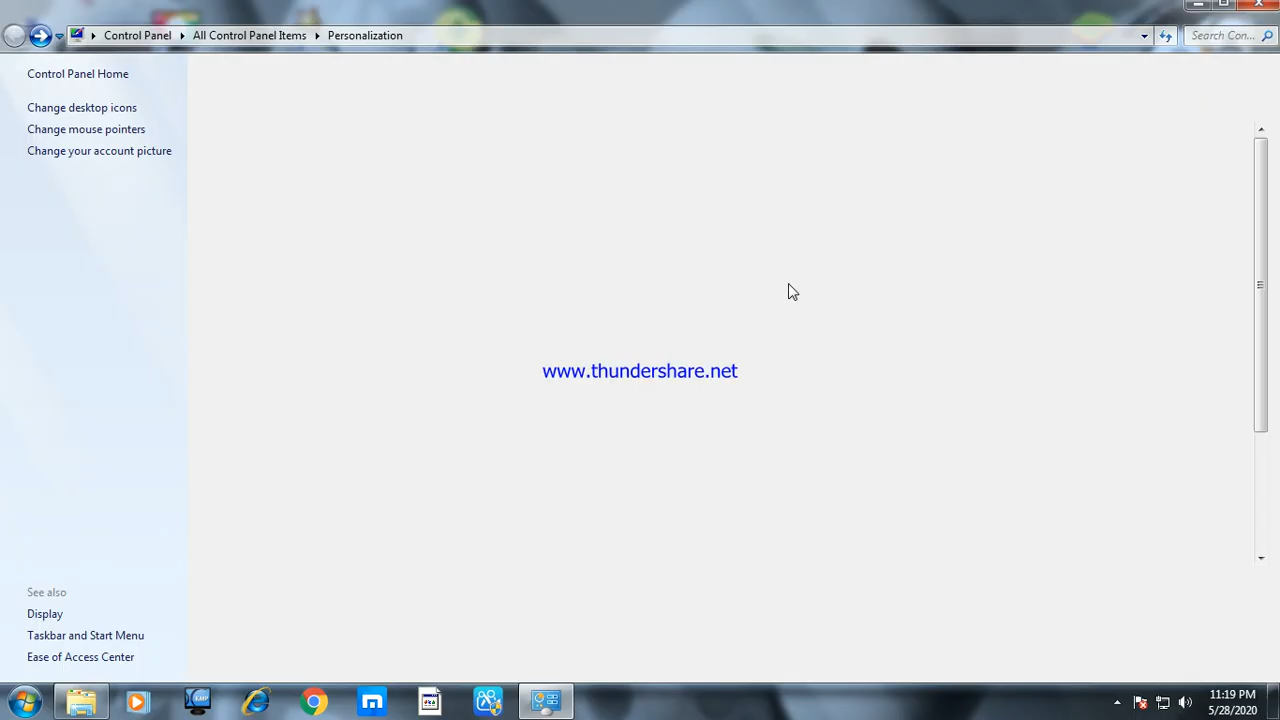 Control Panel
All Control Panel Items
Personalization
Search Con...
Control Panel Home
Change desktop icons
Change mouse pointers
Change your account picture
www.thundershare.net
See also
Display
Taskbar and Start Menu
Ease of Access Center
KMP
11:19 PM
5/28/2020